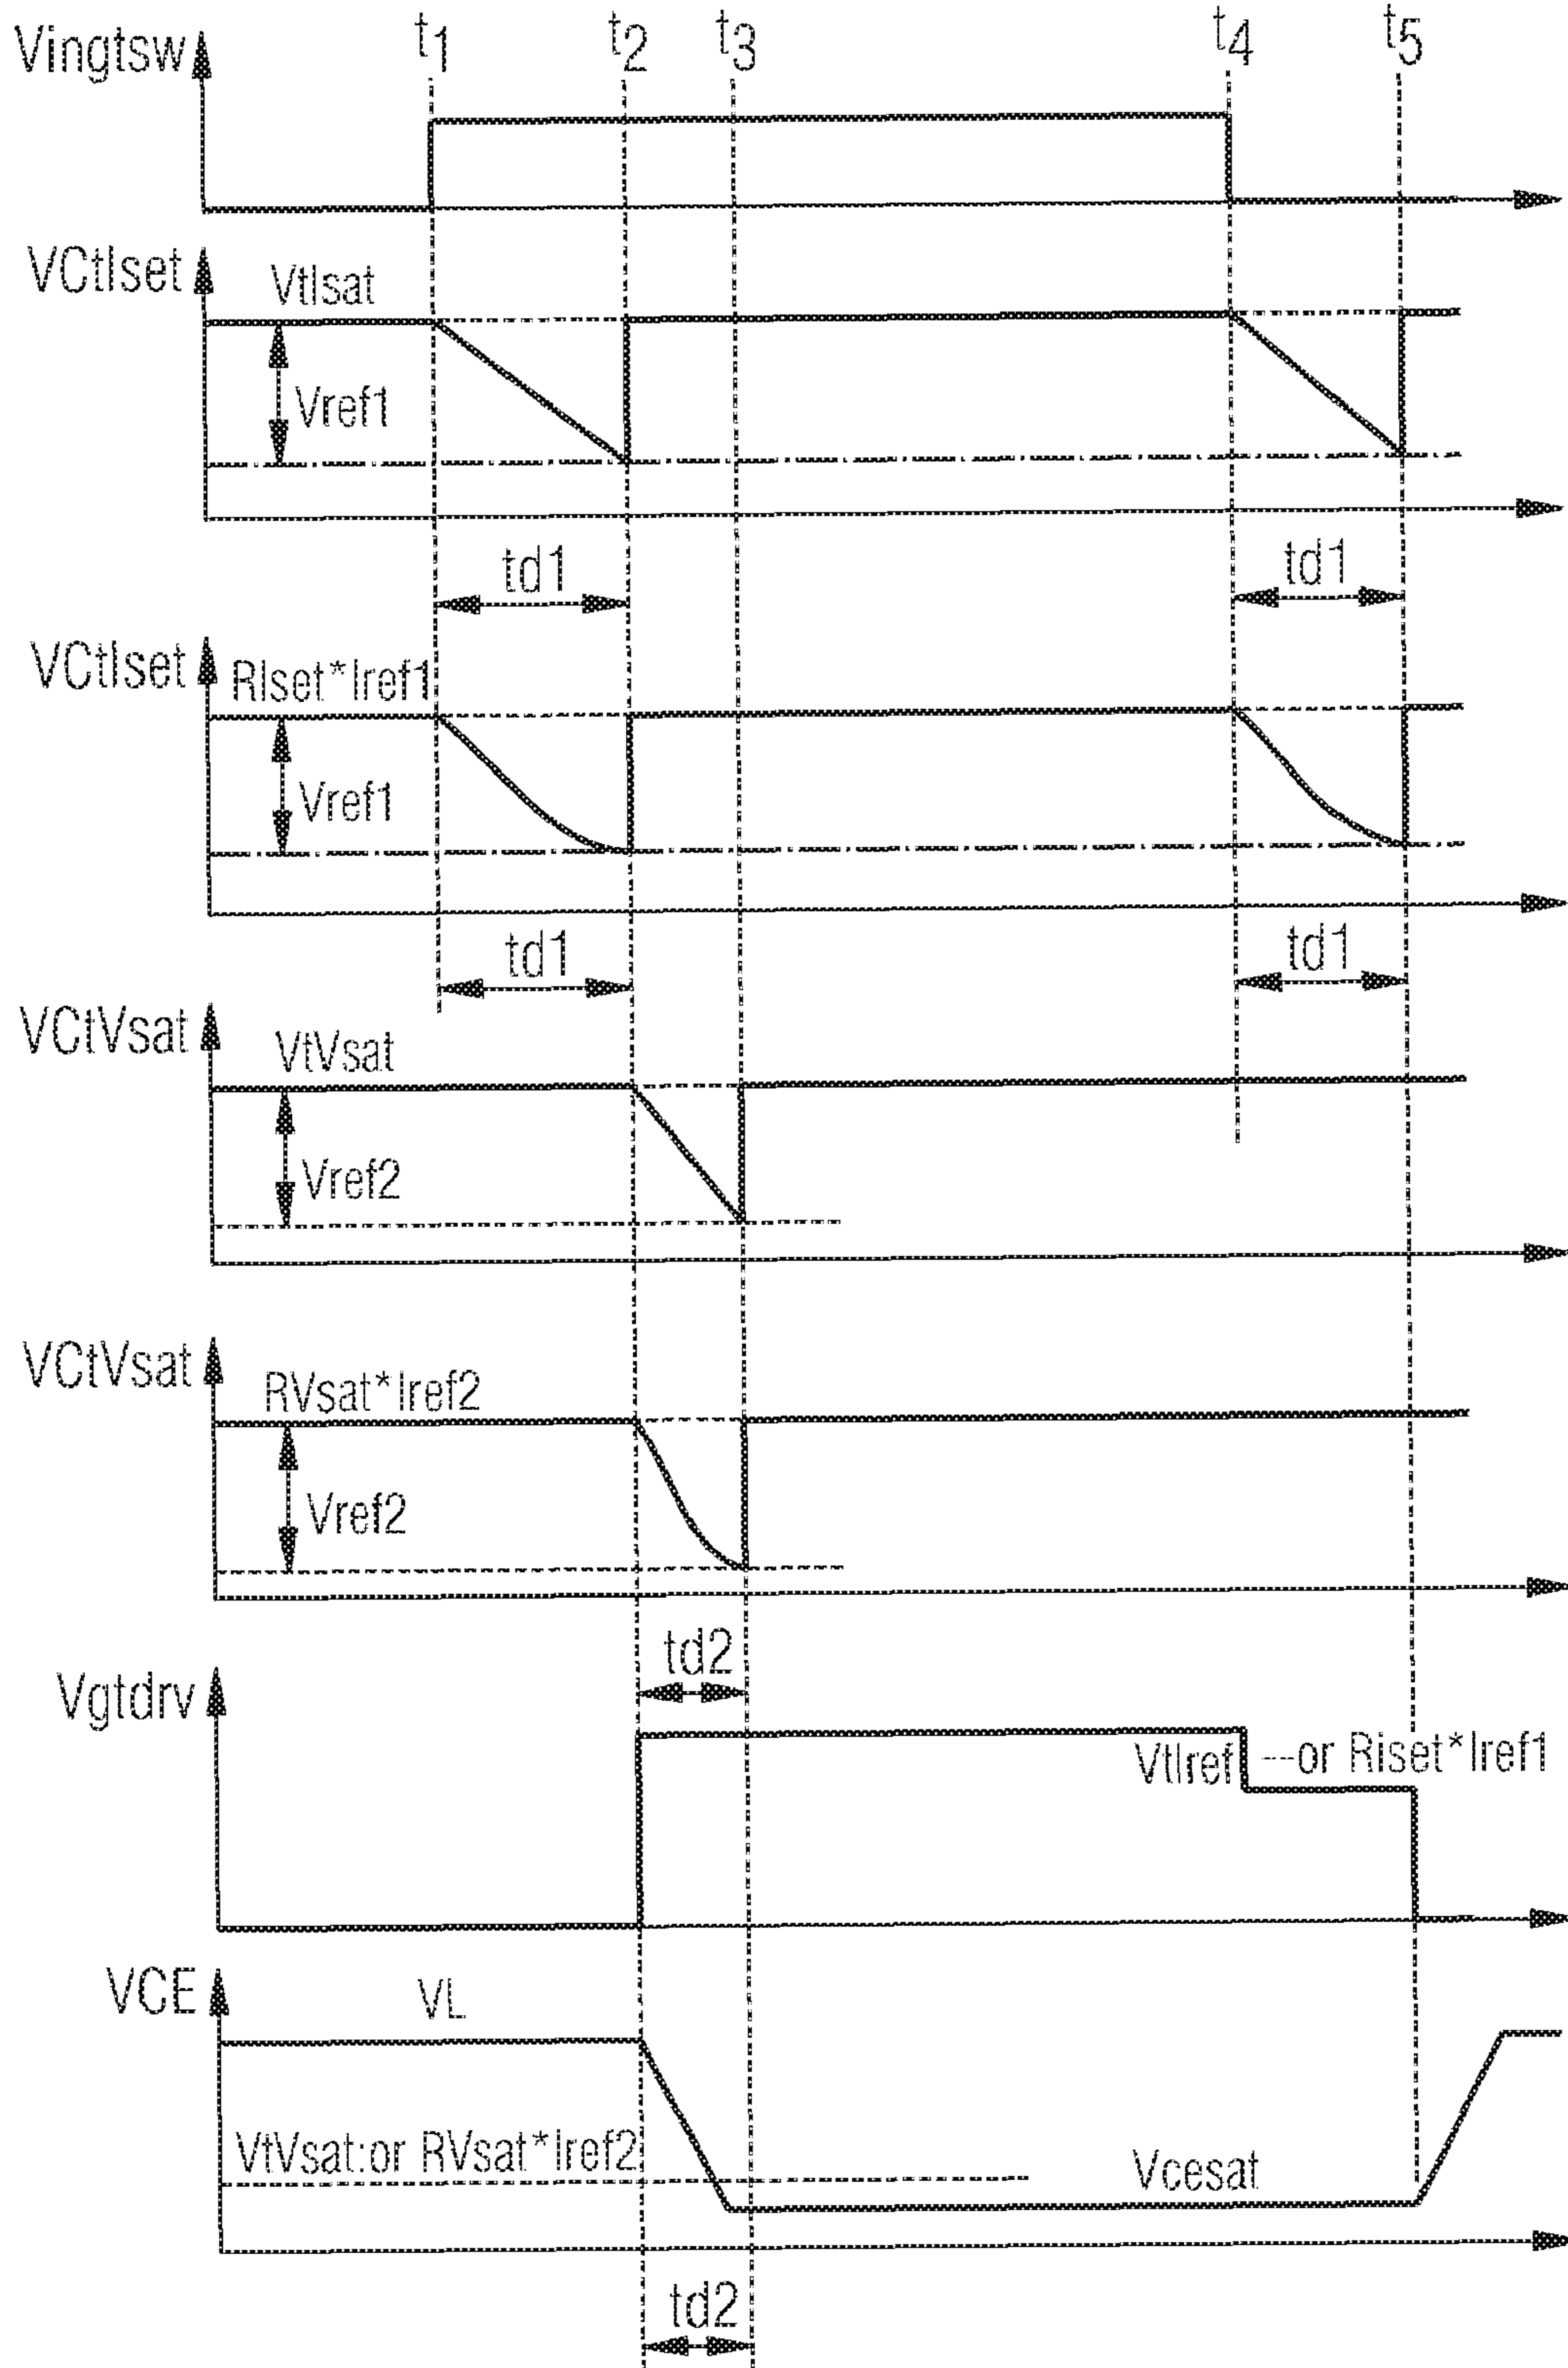 Vingtsw
t1 t2 t3 t4 t5
VCtIset
VtIsat
Vref1
td1 td1
VCtIset
RIset*Iref1
Vref1
td1 td1
VCtVsat
VtVsat
Vref2
VCtVsat
RVsat*Iref2
Vref2
td2
Vgtdrv
VtIref ---or Riset*Iref1
VCE
VL
VtVsat:or RVsat*Iref2
Vcesat
td2